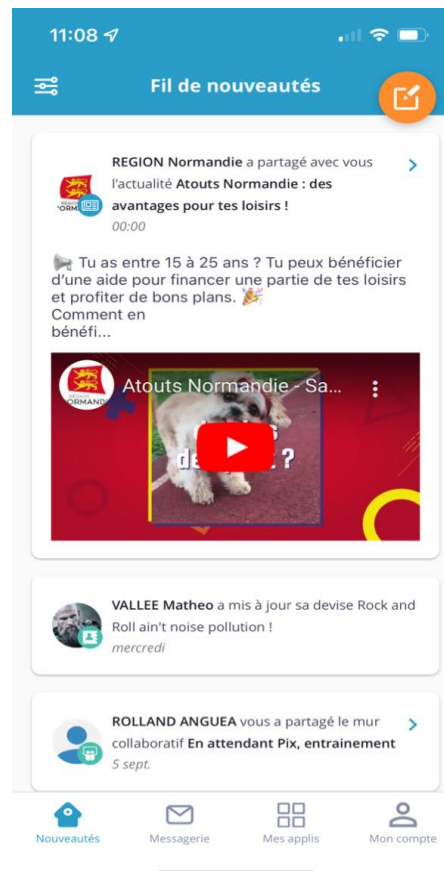 11:08
Fil de nouveautés
REGION Normandie a partagé avec vous
l'actualité Atouts Normandie : des
avantages pour tes loisirs !
00:00
Tu as entre 15 à 25 ans ? Tu peux bénéficier
d'une aide pour financer une partie de tes loisirs
et profiter de bons plans.
Comment en
bénéfi...
Atouts Normandie - Sa...
?
VALLEE Matheo a mis à jour sa devise Rock and
Roll ain't noise pollution !
mercredi
ROLLAND ANGUEA vous a partagé le mur
collaboratif En attendant Pix, entrainement
5 sept.
Nouveautés
Messagerie
Mes applis
Mon compte